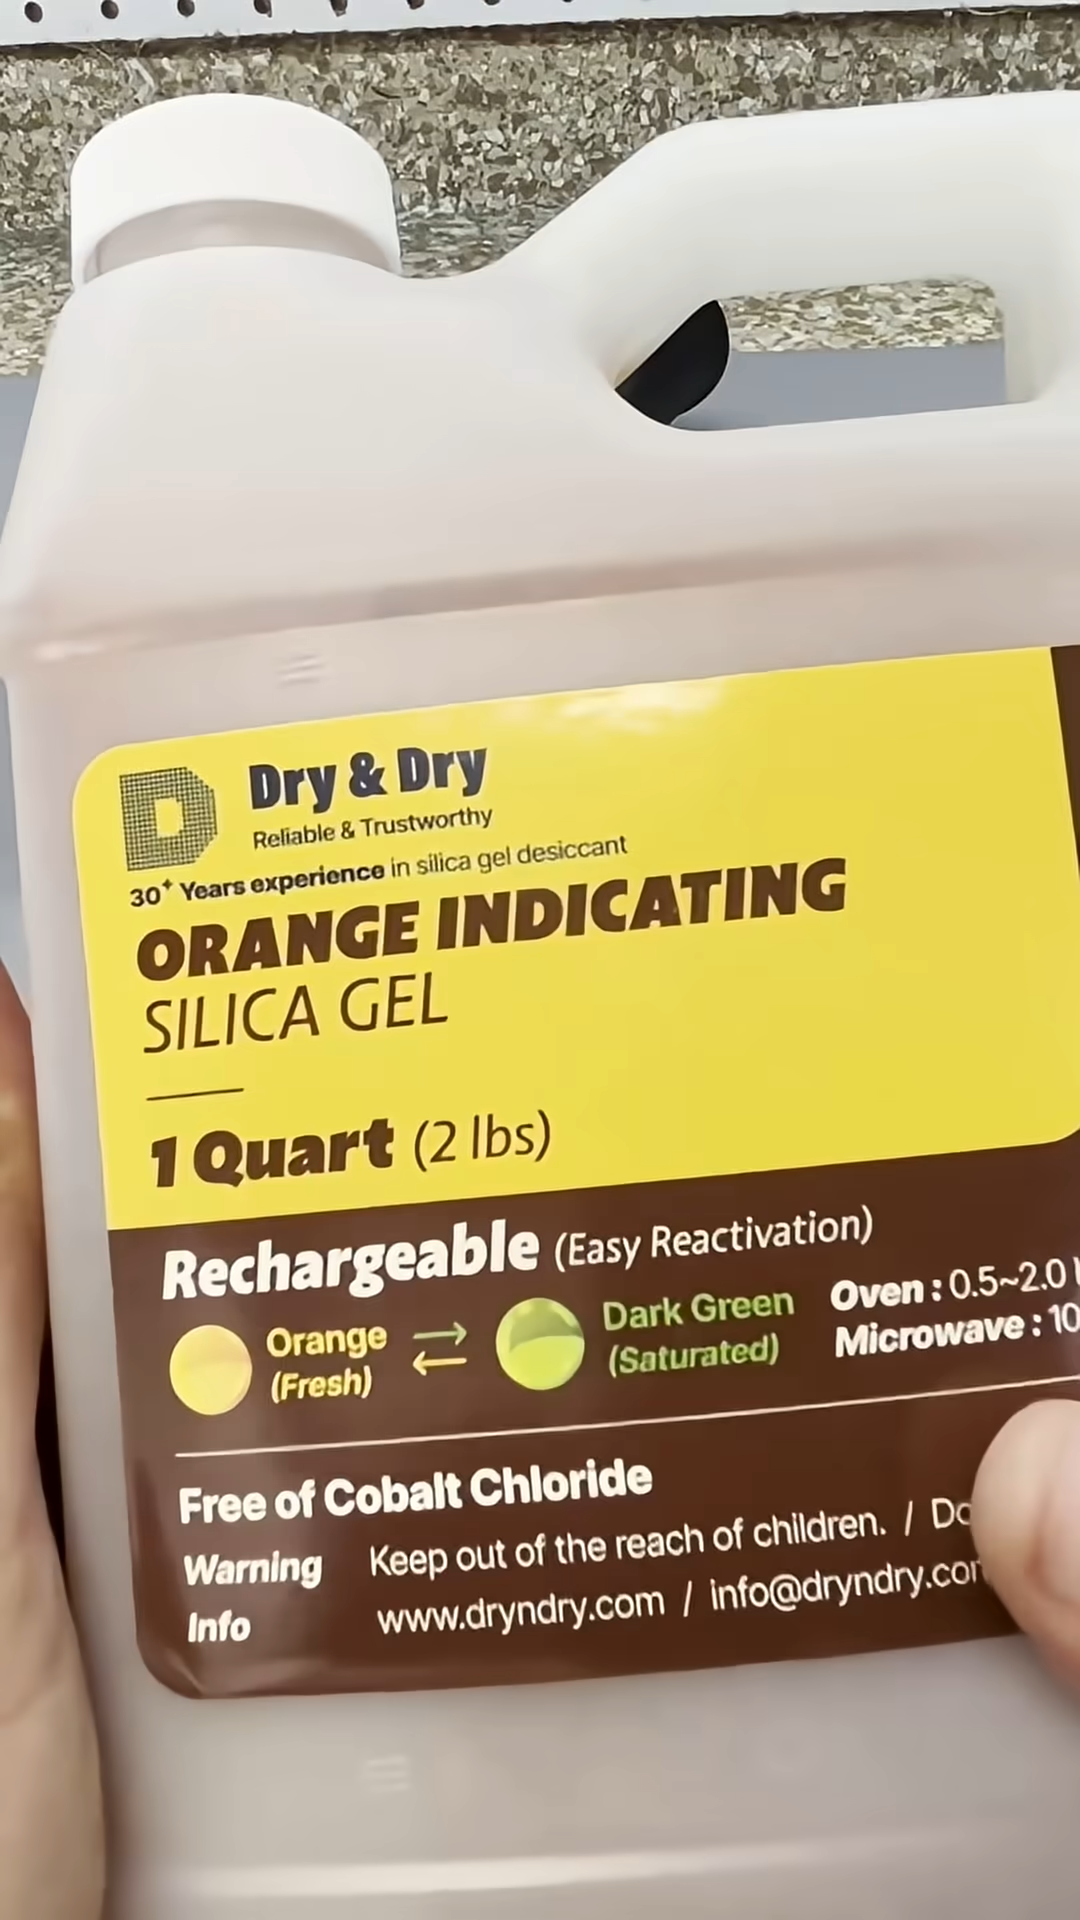 Dry & Dry
Reliable & Trustworthy
30+ Years experience in silica gel desiccant
ORANGE INDICATING
SILICA GEL
1 Quart (2 lbs)
Rechargeable (Easy Reactivation)
Orange
(Fresh)
Dark Green
(Saturated)
Oven : 0.5~2.0
Microwave : 10
Free of Cobalt Chloride
Warning Keep out of the reach of children. /
Info www.dryndry.com / info@dryndry.com